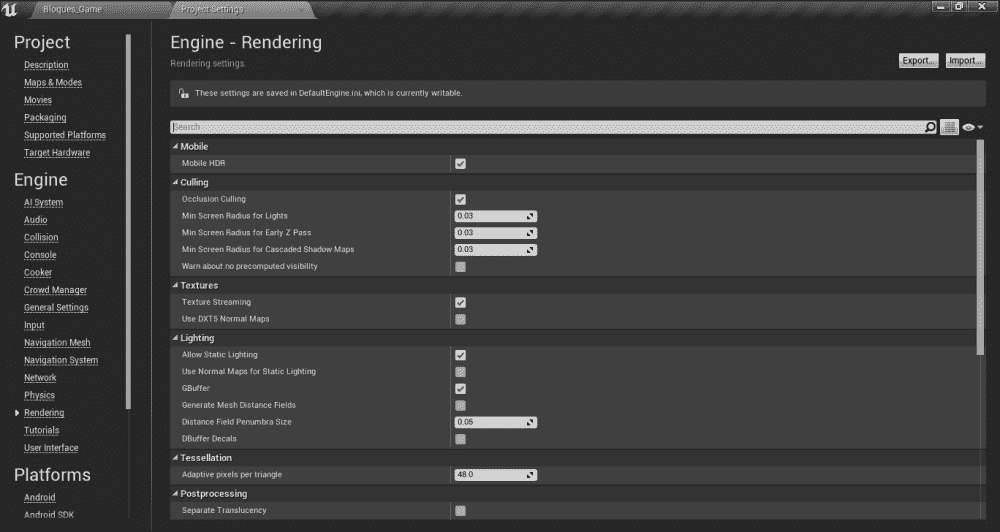 Bloques_Game
Project Settings
Project
Description
Maps & Modes
Movies
Packaging
Supported Platforms
Target Hardware
Engine
AI System
Audio
Collision
Console
Cooker
Crowd Manager
General Settings
Input
Navigation Mesh
Navigation System
Network
Physics
Rendering
Tutorials
User Interface
Platforms
Android
Android SDK
Engine - Rendering
Rendering settings.
Export...
Import...
These settings are saved in DefaultEngine.ini, which is currently writable.
Search
Mobile
Mobile HDR
Culling
Occlusion Culling
Min Screen Radius for Lights 0.03
Min Screen Radius for Early Z Pass 0.03
Min Screen Radius for Cascaded Shadow Maps 0.03
Warn about no precomputed visibility
Textures
Texture Streaming
Use DXT5 Normal Maps
Lighting
Allow Static Lighting
Use Normal Maps for Static Lighting
GBuffer
Generate Mesh Distance Fields
Distance Field Penumbra Size 0.05
DBuffer Decals
Tessellation
Adaptive pixels per triangle 48.0
Postprocessing
Separate Translucency